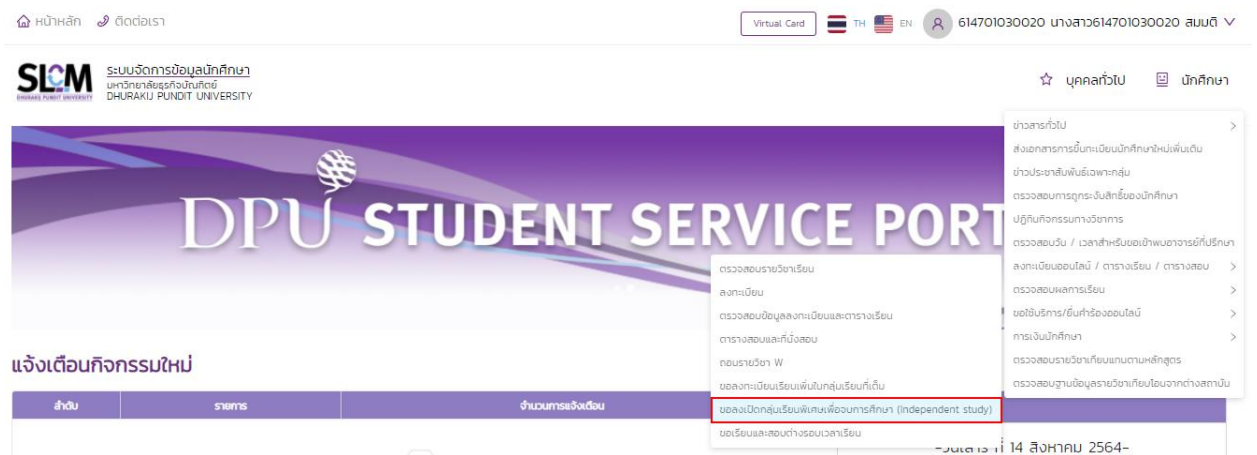 หน้าหลัก ติดต่อเรา
Virtual Card TH EN 614701030020 นางสาว614701030020 สมมติ
SLCM ระบบจัดการข้อมูลนักศึกษา
มหาวิทยาลัยธุรกิจบัณฑิตย์
DHURAKIJ PUNDIT UNIVERSITY
DHURAKIJ PUNDIT UNIVERSITY
บุคคลทั่วไป นักศึกษา
DPU STUDENT SERVICE PORT
ข่าวสารทั่วไป
ส่งเอกสารการขึ้นทะเบียนนักศึกษาใหม่เพิ่มเติม
ข่าวประชาสัมพันธ์เฉพาะกลุ่ม
ตรวจสอบการถูกระงับสิทธิ์ของนักศึกษา
ปฏิทินกิจกรรมทางวิชาการ
ตรวจสอบวัน / เวลาสำหรับขอเข้าพบอาจารย์ที่ปรึกษา
ลงทะเบียนออนไลน์ / ตารางเรียน / ตารางสอบ
ตรวจสอบผลการเรียน
ขอใช้บริการ/ยื่นคำร้องออนไลน์
การเงินนักศึกษา
ตรวจสอบรายวิชาเทียบแทนตามหลักสูตร
ตรวจสอบฐานข้อมูลรายวิชาเทียบโอนจากต่างสถาบัน
ตรวจสอบรายวิชาเรียน
ลงทะเบียน
ตรวจสอบข้อมูลลงทะเบียนและตารางเรียน
ตารางสอบและที่นั่งสอบ
ถอนรายวิชา W
ขอลงทะเบียนเรียนเพิ่มในกลุ่มเรียนที่เต็ม
ขอลงเปิดกลุ่มเรียนพิเศษเพื่อจบการศึกษา (Independent study)
ขอเรียนและสอบต่างรอบเวลาเรียน
แจ้งเตือนกิจกรรมใหม่
ลำดับ รายการ จำนวนการแจ้งเตือน
ที่ 14 สิงหาคม 2564-